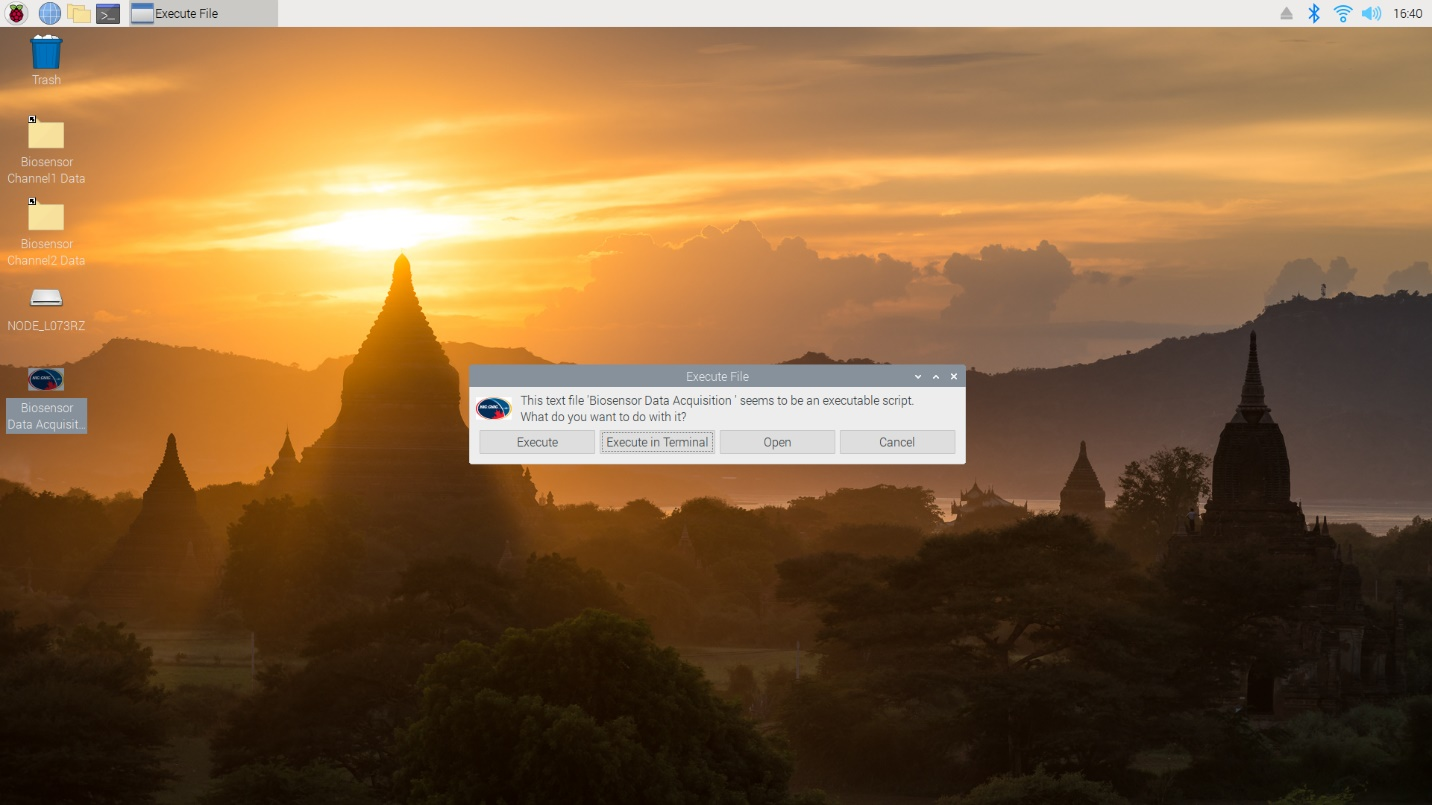 Execute File
16:40
Trash
Biosensor
Channel1 Data
Biosensor
Channel2 Data
NODE_L073RZ
Biosensor
Data Acquisit...
Execute File
This text file 'Biosensor Data Acquisition ' seems to be an executable script.
What do you want to do with it?
Execute
Execute in Terminal
Open
Cancel